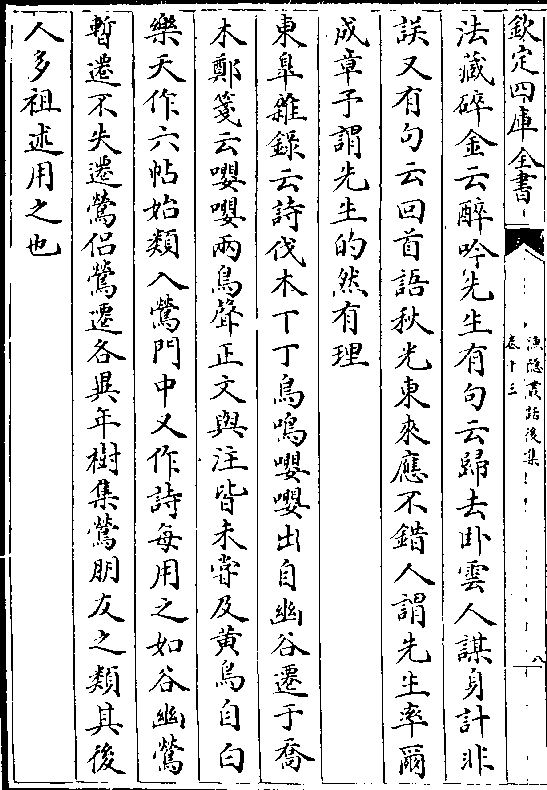 欽定四庫全書
漁隱叢話後集
卷十三
八
法藏碎金云醉吟先生有句云歸去卧雲人謀身計非
誤又有句云回首語秋光東來應不錯人謂先生率爾
成章予謂先生的然有理
東臯雜錄云詩伐木丁丁鳥鳴嚶嚶出自幽谷遷于喬
木鄭箋云嚶嚶兩鳥聲正文與注皆未嘗及黄鳥自白
樂天作六帖始類入鶯門中又作詩每用之如谷幽鶯
暫遷不失遷鶯侣鶯遷各異年樹集鶯朋友之類其後
人多祖述用之也